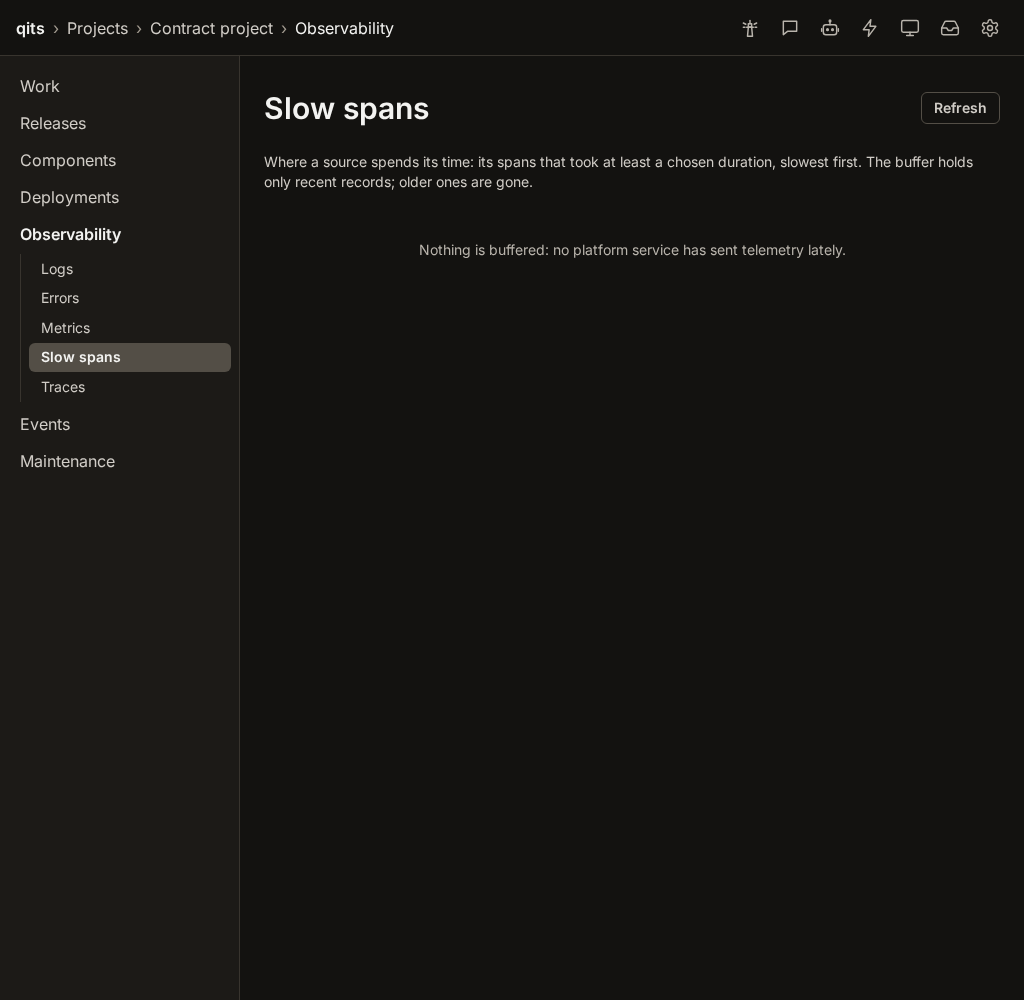 qits › Projects › Contract project › Observability
Work
Releases
Components
Deployments
Observability
Logs
Errors
Metrics
Slow spans
Traces
Events
Maintenance
Slow spans
Refresh
Where a source spends its time: its spans that took at least a chosen duration, slowest first. The buffer holds
only recent records; older ones are gone.
Nothing is buffered: no platform service has sent telemetry lately.